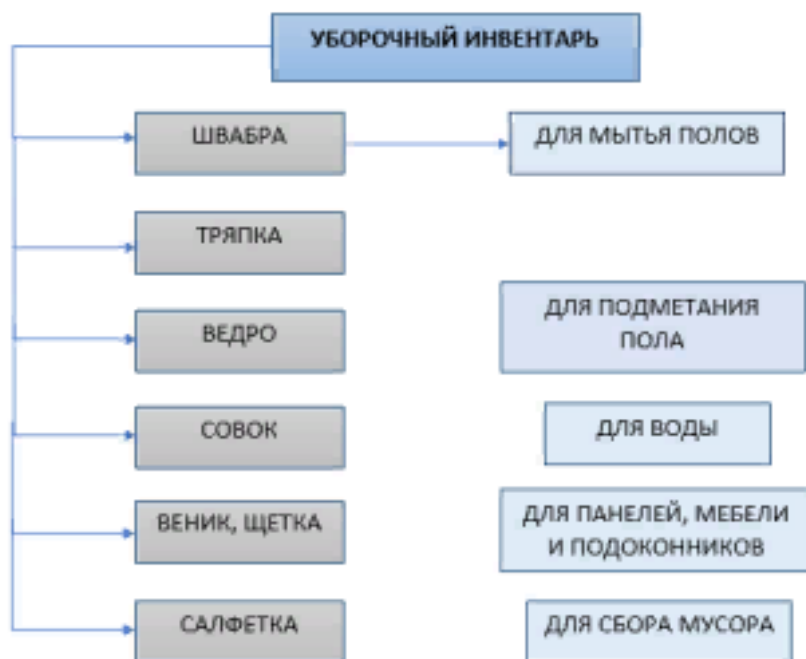 УБОРОЧНЫЙ ИНВЕНТАРЬ
ШВАБРА
ДЛЯ МЫТЬЯ ПОЛОВ
ТРЯПКА
ДЛЯ ПОДМЕТАНИЯ
ПОЛА
ВЕДРО
СОВОК
ДЛЯ ВОДЫ
ВЕНИК, ЩЕТКА
ДЛЯ ПАНЕЛЕЙ, МЕБЕЛИ
И ПОДОКОННИКОВ
САЛФЕТКА
ДЛЯ СБОРА МУСОРА